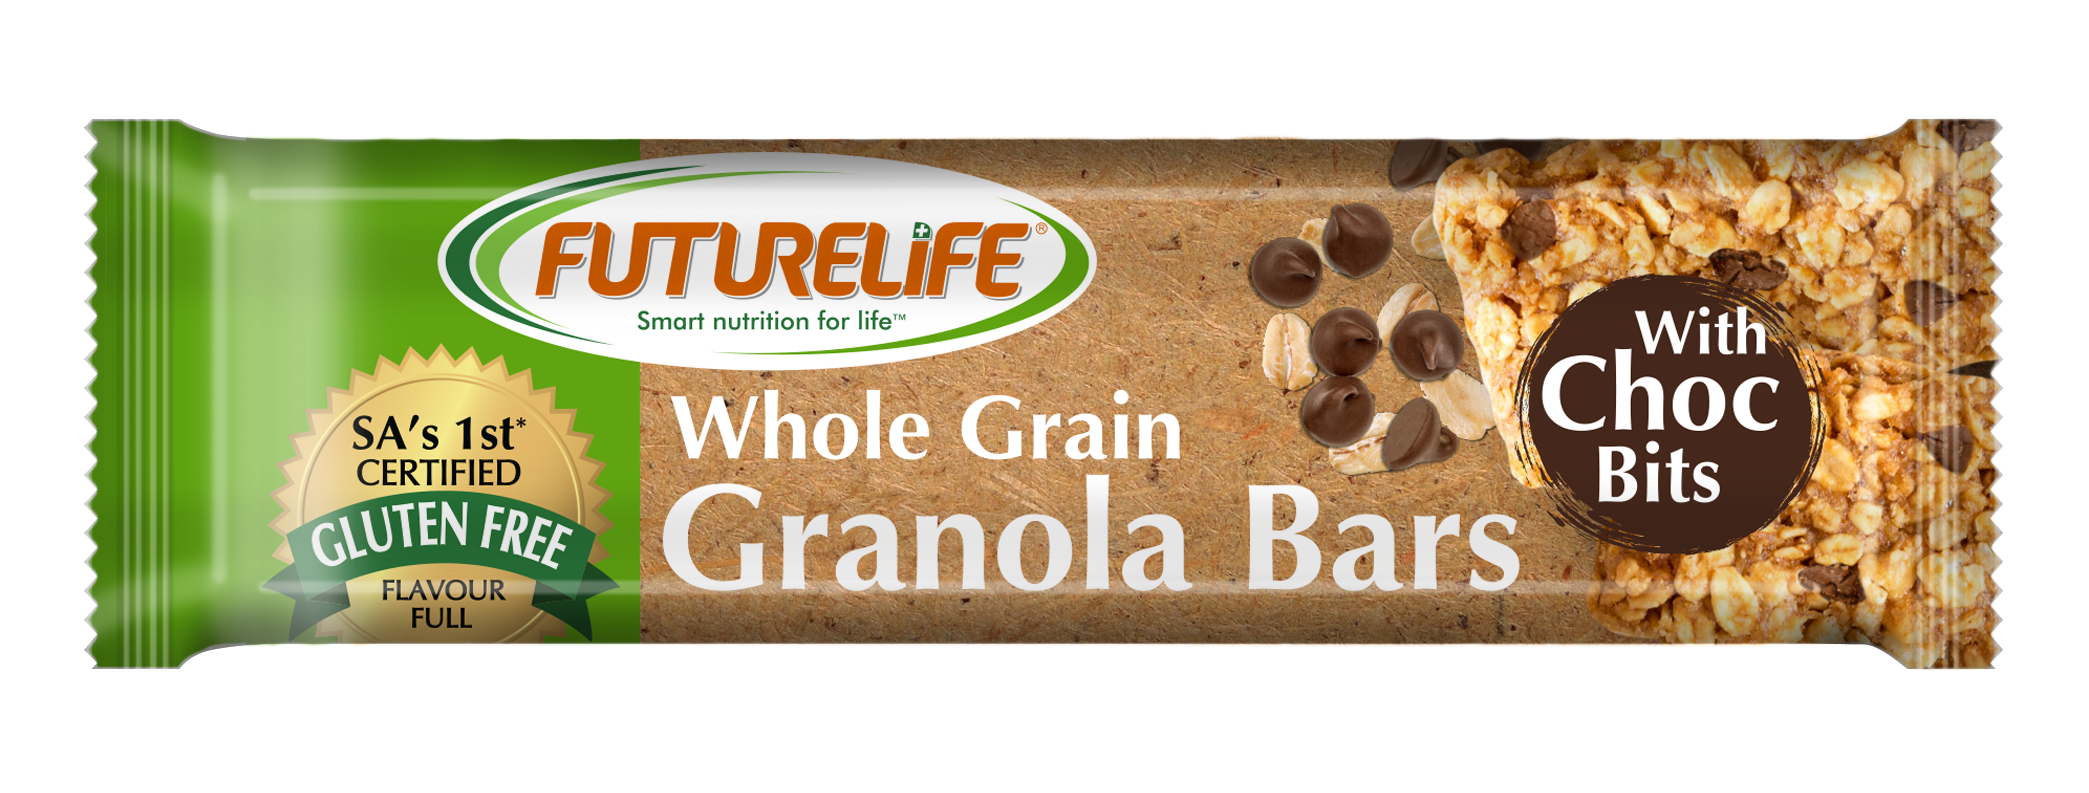 FUTURELiFE®
Smart nutrition for life™
SA's 1st*
CERTIFIED
GLUTEN FREE
FLAVOUR
FULL
Whole Grain
Granola Bars
With
Choc
Bits